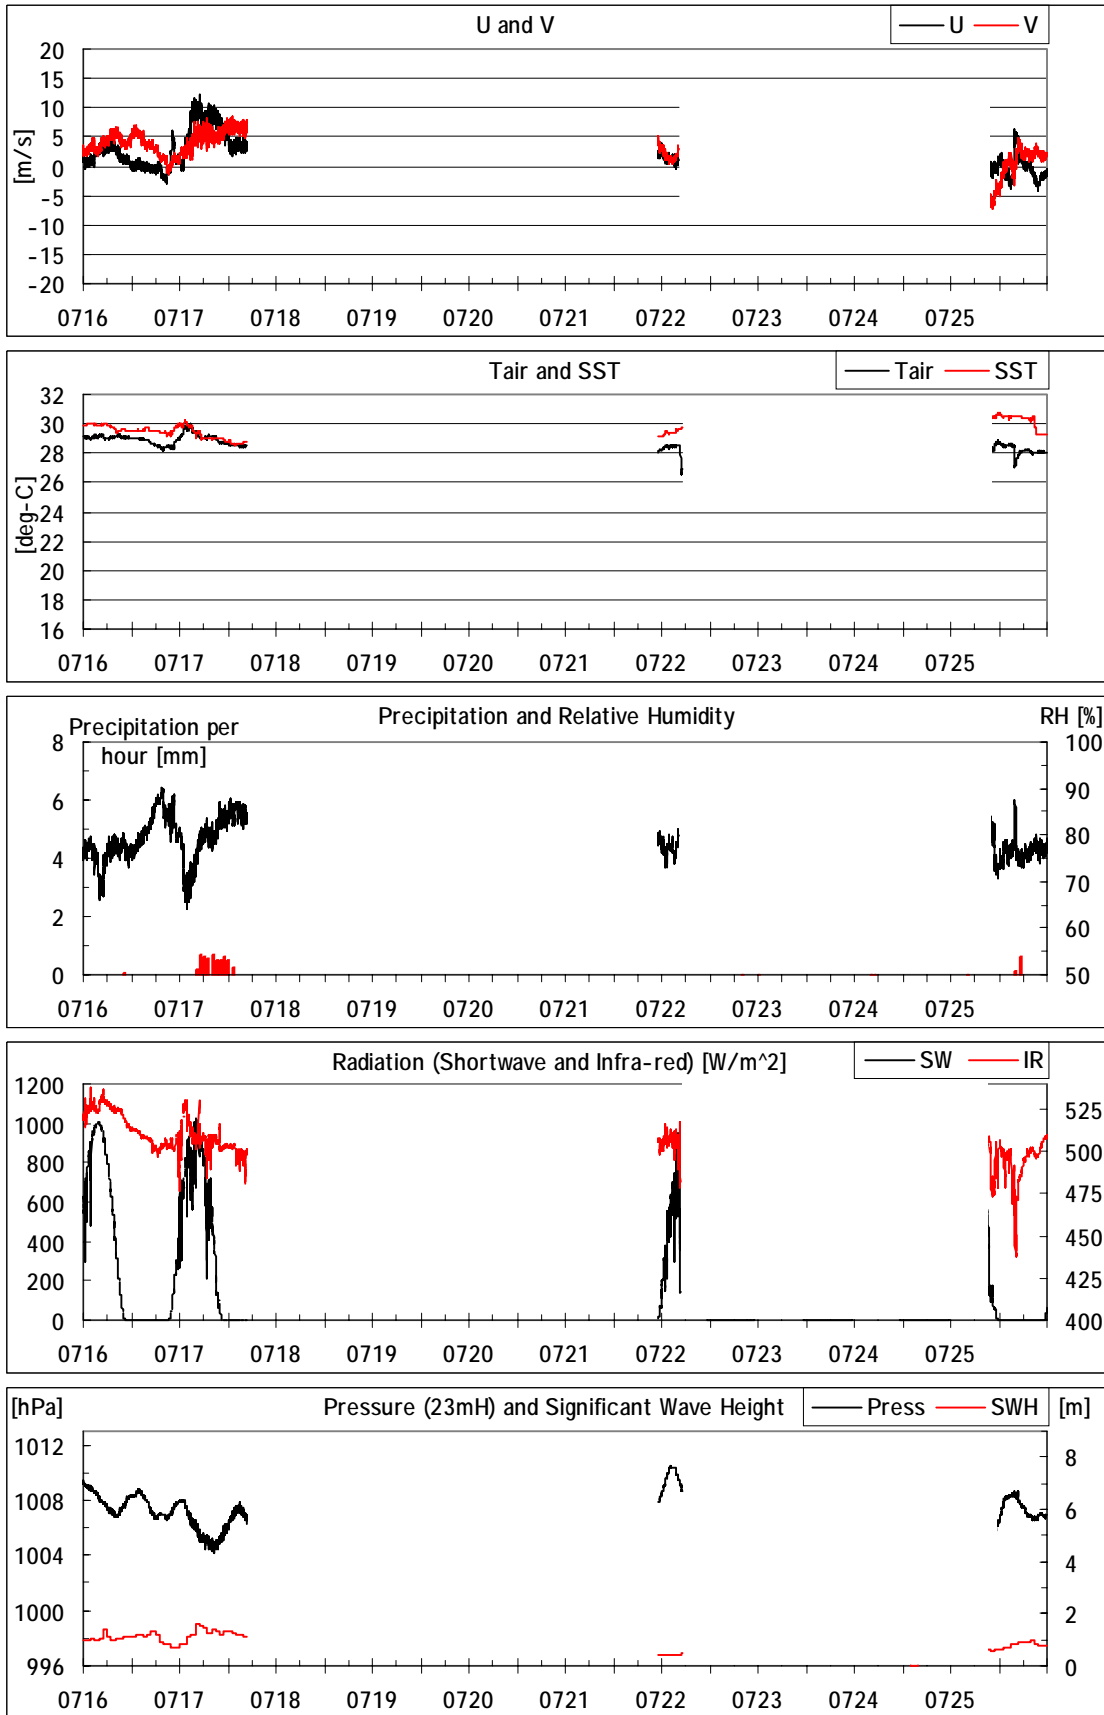 U and V
U V
20
15
10
5
0
-5
-10
-15
-20
[m/s]
0716 0717 0718 0719 0720 0721 0722 0723 0724 0725
Tair and SST
Tair SST
32
30
28
26
24
22
20
18
16
[deg-C]
0716 0717 0718 0719 0720 0721 0722 0723 0724 0725
Precipitation and Relative Humidity
Precipitation per
hour [mm]
RH [%]
8
6
4
2
0
100
90
80
70
60
50
0716 0717 0718 0719 0720 0721 0722 0723 0724 0725
Radiation (Shortwave and Infra-red) [W/m^2]
SW IR
1200
1000
800
600
400
200
0
525
500
475
450
425
400
0716 0717 0718 0719 0720 0721 0722 0723 0724 0725
[hPa]
Pressure (23mH) and Significant Wave Height
Press SWH
[m]
1012
1008
1004
1000
996
8
6
4
2
0
0716 0717 0718 0719 0720 0721 0722 0723 0724 0725